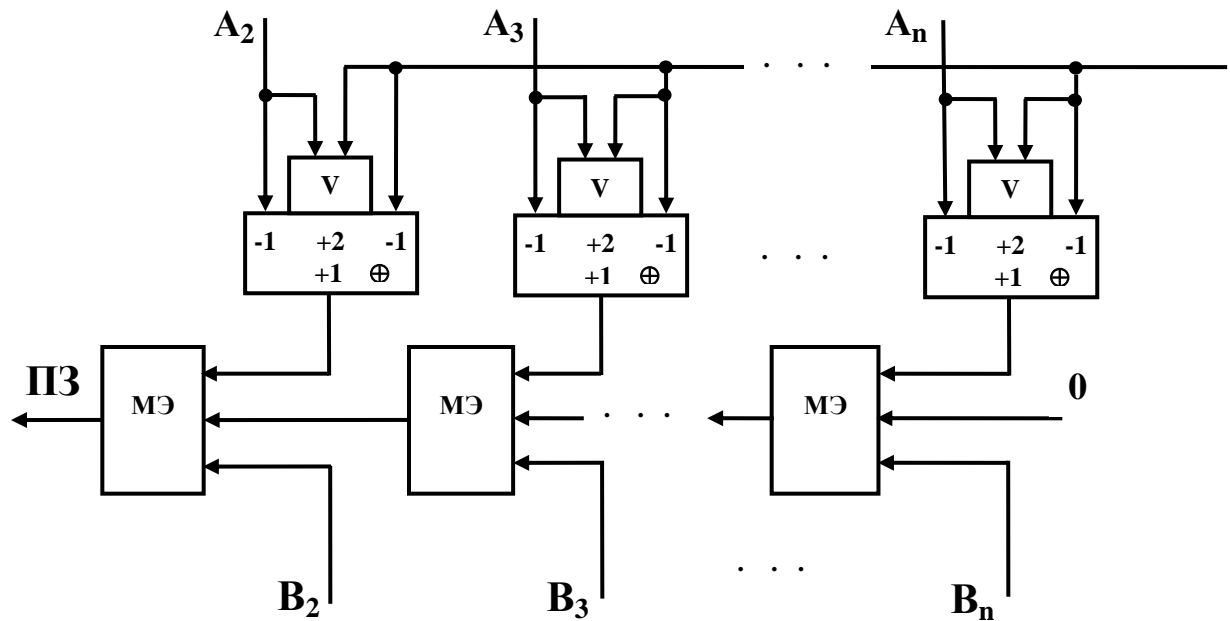 A2 A3 An
. . .
V V V
-1 +2 -1 -1 +2 -1 . . . -1 +2 -1
+1 ⊕ +1 ⊕ +1 ⊕
ПЗ МЭ МЭ . . . МЭ 0
B2 B3 . . . Bn